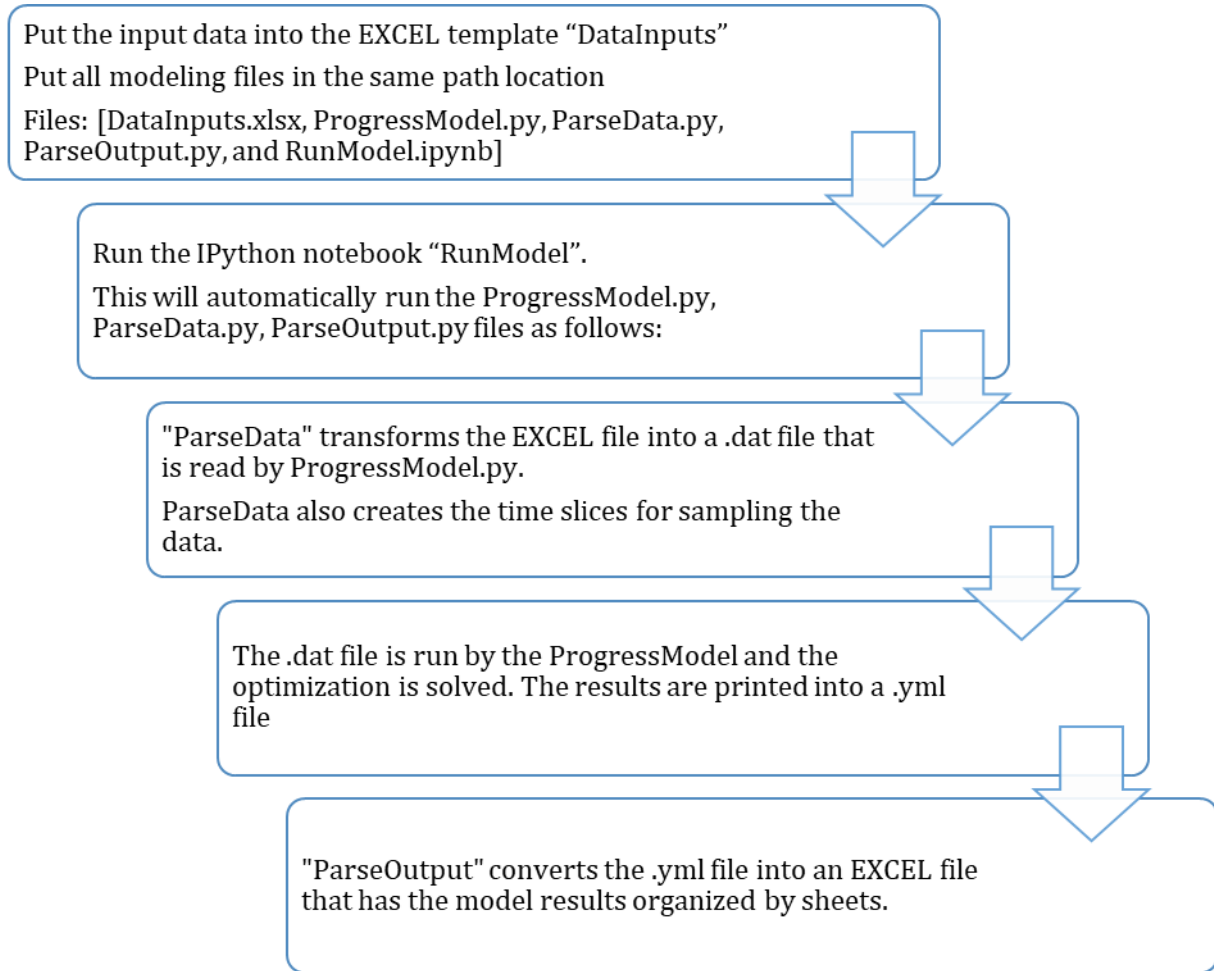 Put the input data into the EXCEL template “DataInputs”
Put all modeling files in the same path location
Files: [DataInputs.xlsx, ProgressModel.py, ParseData.py,
ParseOutput.py, and RunModel.ipynb]
Run the IPython notebook “RunModel”.
This will automatically run the ProgressModel.py,
ParseData.py, ParseOutput.py files as follows:
"ParseData" transforms the EXCEL file into a .dat file that
is read by ProgressModel.py.
ParseData also creates the time slices for sampling the
data.
The .dat file is run by the ProgressModel and the
optimization is solved. The results are printed into a .yml
file
"ParseOutput" converts the .yml file into an EXCEL file
that has the model results organized by sheets.